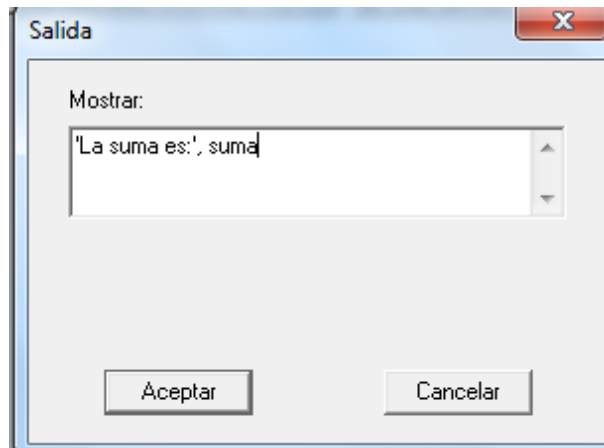 Salida
Mostrar:
'La suma es:', suma
Aceptar
Cancelar